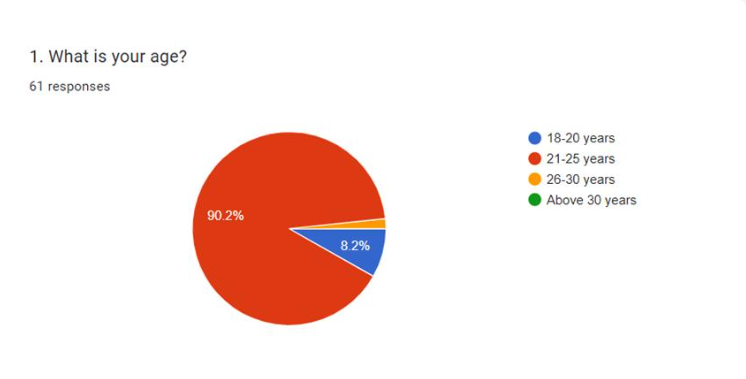 1. What is your age?
61 responses
18-20 years
21-25 years
26-30 years
Above 30 years
90.2%
8.2%